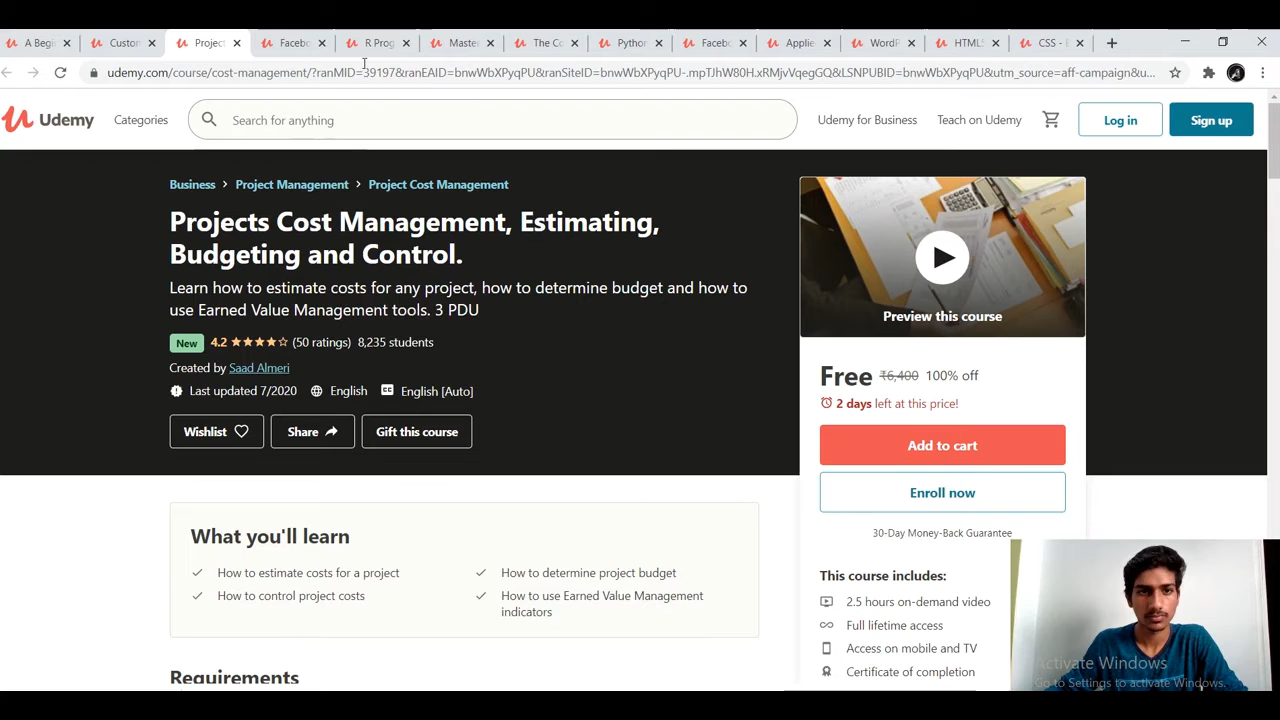 A Begi
Custon
Project
Facebo
R Prog
Master
The Co
Python
Facebo
Applie
WordP
HTML5
CSS - E
udemy.com/course/cost-management/?ranMID=39197&ranEAID=bnwWbXPyqPU&ranSiteID=bnwWbXPyqPU-.mpTJhW80H.xRMjvVqegGQ&LSNPUBID=bnwWbXPyqPU&utm_source=aff-campaign&u...
Udemy
Categories
Search for anything
Udemy for Business
Teach on Udemy
Log in
Sign up
Business > Project Management > Project Cost Management
Projects Cost Management, Estimating,
Budgeting and Control.
Learn how to estimate costs for any project, how to determine budget and how to
use Earned Value Management tools. 3 PDU
New 4.2 (50 ratings) 8,235 students
Created by Saad Almeri
Last updated 7/2020 English CC English [Auto]
Wishlist
Share
Gift this course
Preview this course
Free ₹6,400 100% off
2 days left at this price!
Add to cart
Enroll now
30-Day Money-Back Guarantee
This course includes:
2.5 hours on-demand video
Full lifetime access
Access on mobile and TV
Certificate of completion
What you'll learn
How to estimate costs for a project
How to control project costs
How to determine project budget
How to use Earned Value Management
indicators
Requirements
Activate Windows
Go to Settings to activate Windows.